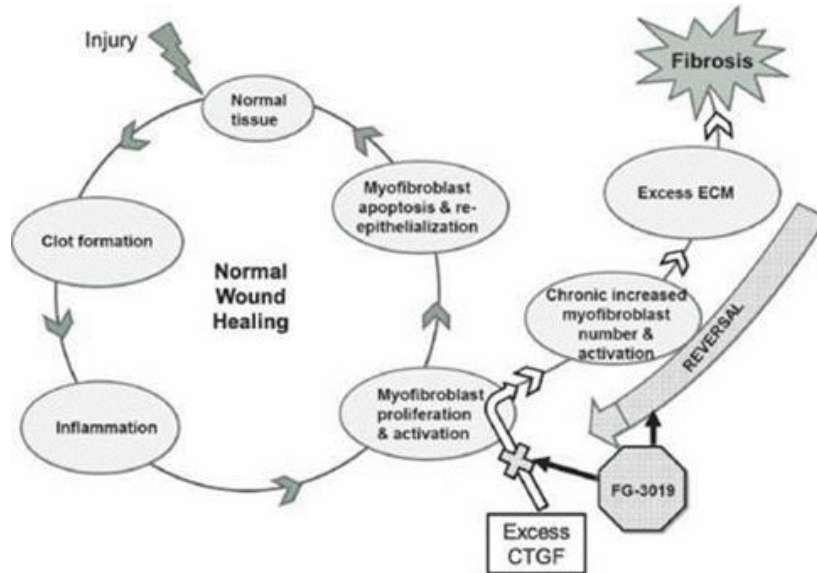 Injury
Normal
tissue
Clot formation
Inflammation
Normal
Wound
Healing
Myofibroblast
apoptosis & re-
epithelialization
Myofibroblast
proliferation
& activation
Fibrosis
Excess ECM
Chronic increased
myofibroblast
number &
activation
REVERSAL
FG-3019
Excess
CTGF